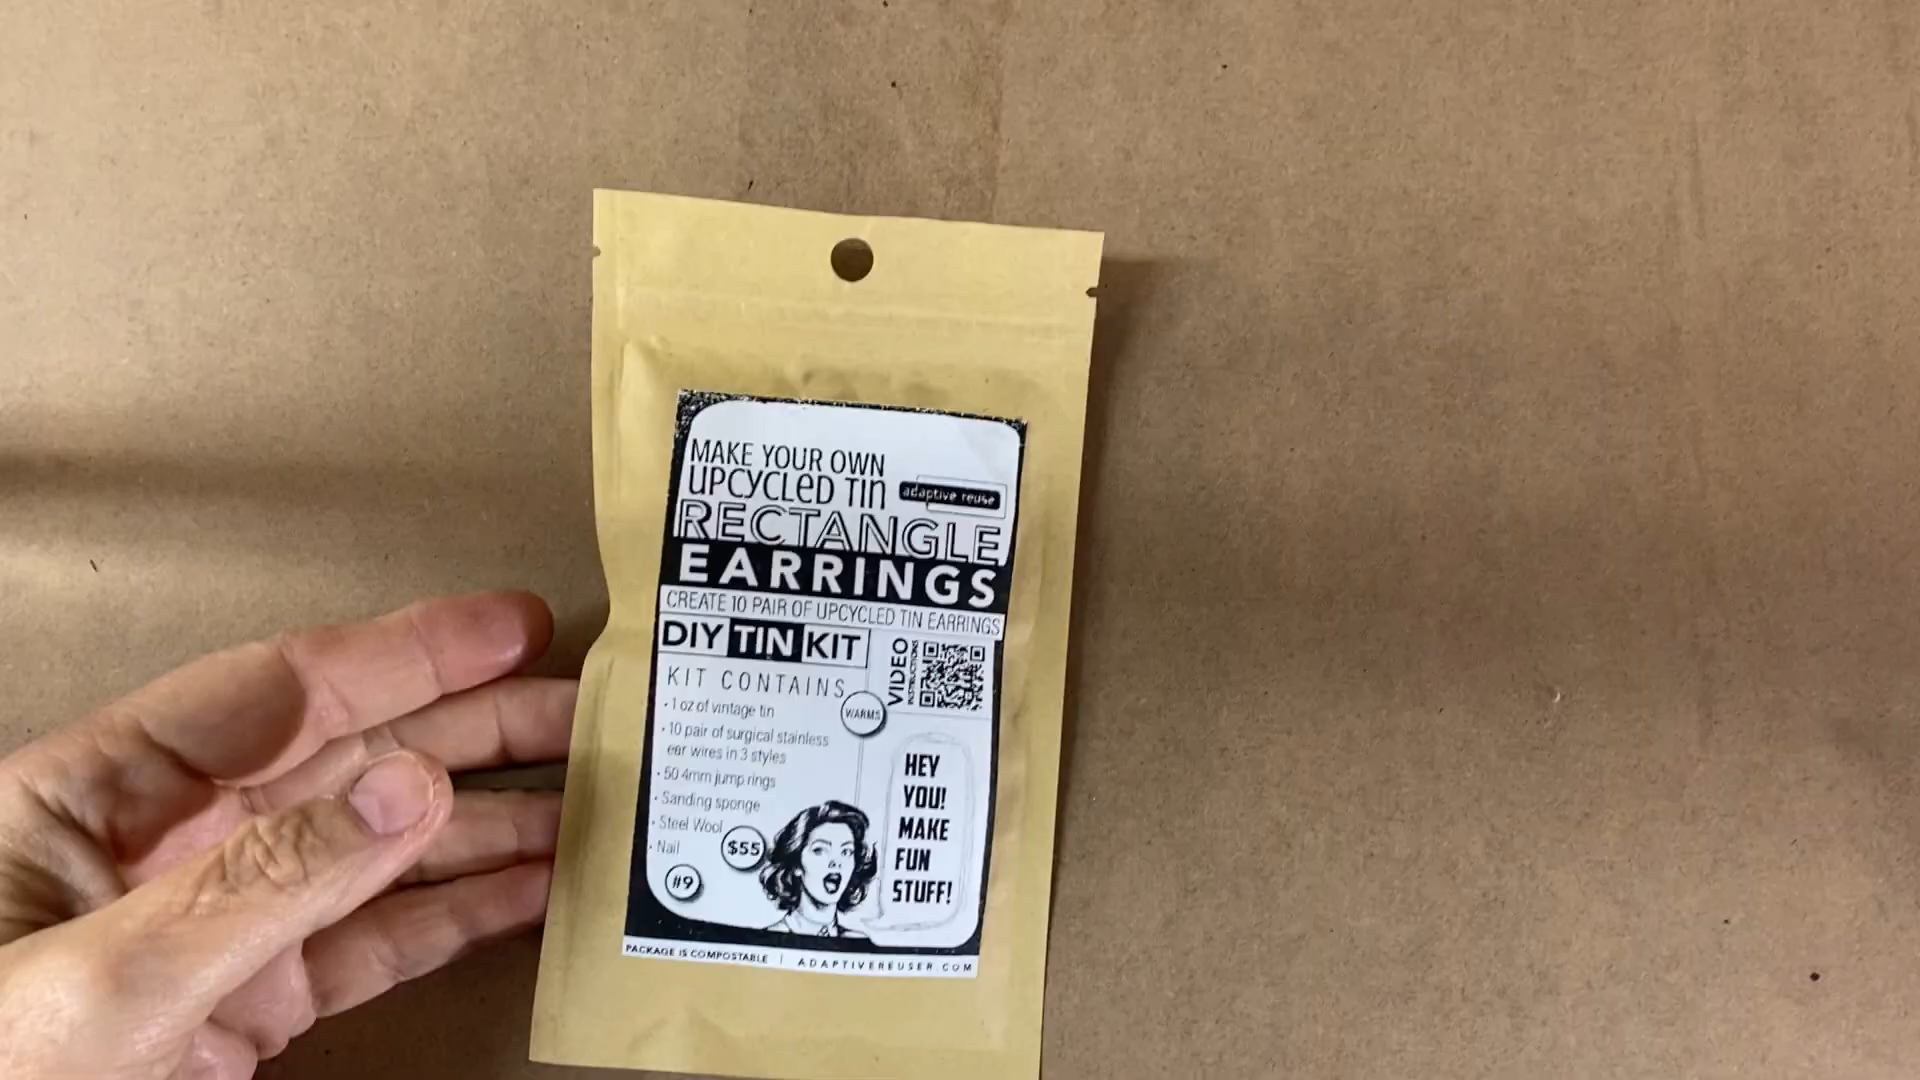 MAKE YOUR OWN
UPCYCLED TIN
adaptive reuse
RECTANGLE
EARRINGS
CREATE 10 PAIR OF UPCYCLED TIN EARRINGS
DIY TIN KIT
KIT CONTAINS
• 1 oz of vintage tin
• 10 pair of surgical stainless
ear wires in 3 styles
• 50 4mm jump rings
• Sanding sponge
• Steel Wool
• Nail
#9
$55
WARMS
VIDEO
INSTRUCTIONS
HEY
YOU!
MAKE
FUN
STUFF!
PACKAGE IS COMPOSTABLE | ADAPTIVEREUSER.COM